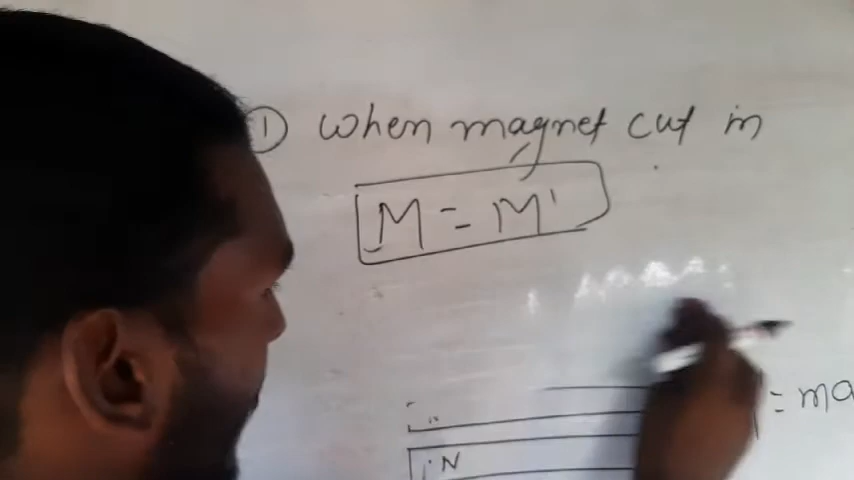 ① when magnet cut in
M = M'
= ma
N